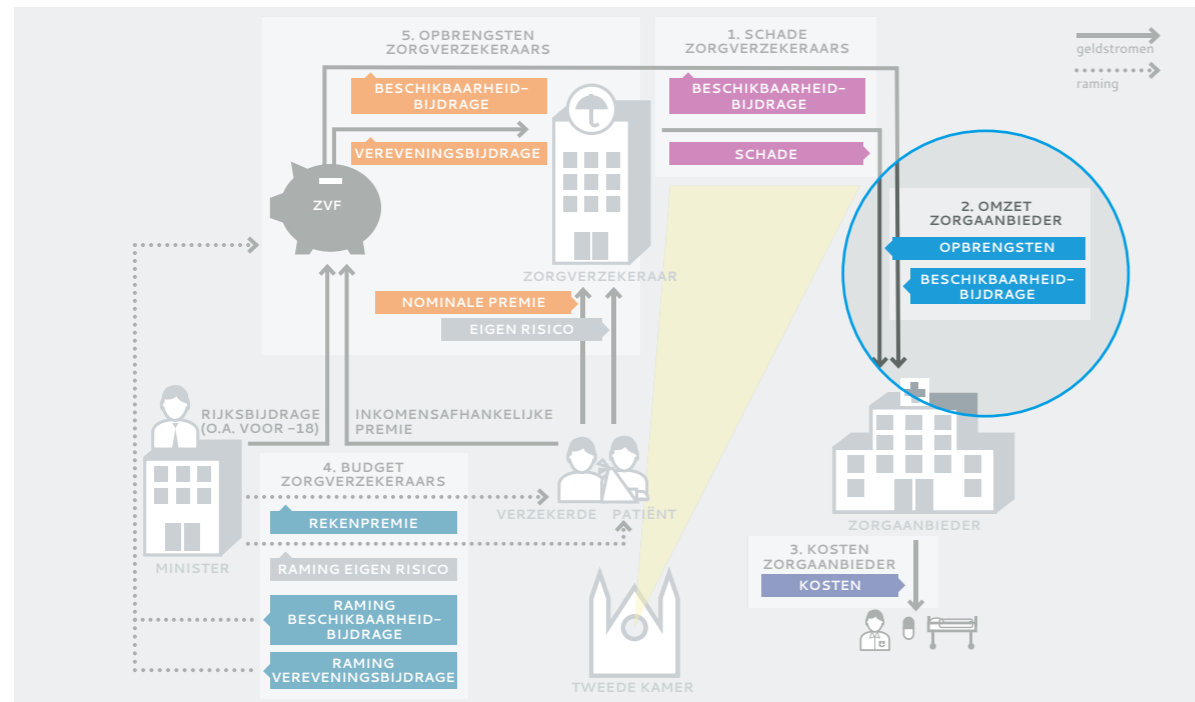 5. OPBRENGSTEN
ZORGVERZEKERAARS
1. SCHADE
ZORGVERZEKERAARS
geldstromen
raming
BESCHIKBAARHEID-
BIJDRAGE
BESCHIKBAARHEID-
BIJDRAGE
VEREVENINGSBIJDRAGE
SCHADE
ZVF
2. OMZET
ZORGAANBIEDER
OPBRENGSTEN
BESCHIKBAARHEID-
BIJDRAGE
ZORGVERZEKERAAR
NOMINALE PREMIE
EIGEN RISICO
RIJKSBIJDRAGE
(O.A. VOOR -18)
INKOMENSAFHANKELIJKE
PREMIE
4. BUDGET
ZORGVERZEKERAARS
REKENPREMIE
VERZEKERDE
PATIËNT
ZORGAANBIEDER
MINISTER
RAMING EIGEN RISICO
3. KOSTEN
ZORGAANBIEDER
KOSTEN
RAMING
BESCHIKBAARHEID-
BIJDRAGE
RAMING
VEREVENINGSBIJDRAGE
TWEEDE KAMER